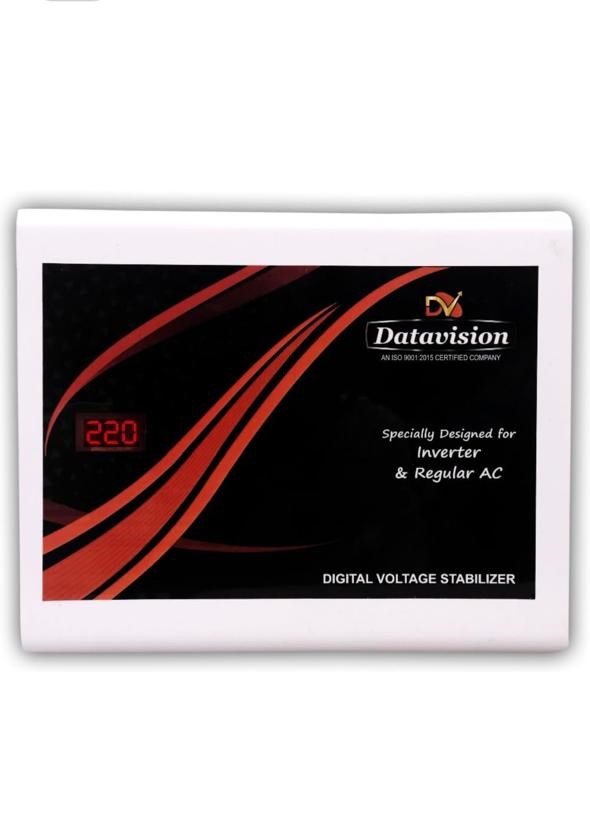 DV
Datavision
AN ISO 9001:2015 CERTIFIED COMPANY
220
Specially Designed for
Inverter
& Regular AC
DIGITAL VOLTAGE STABILIZER